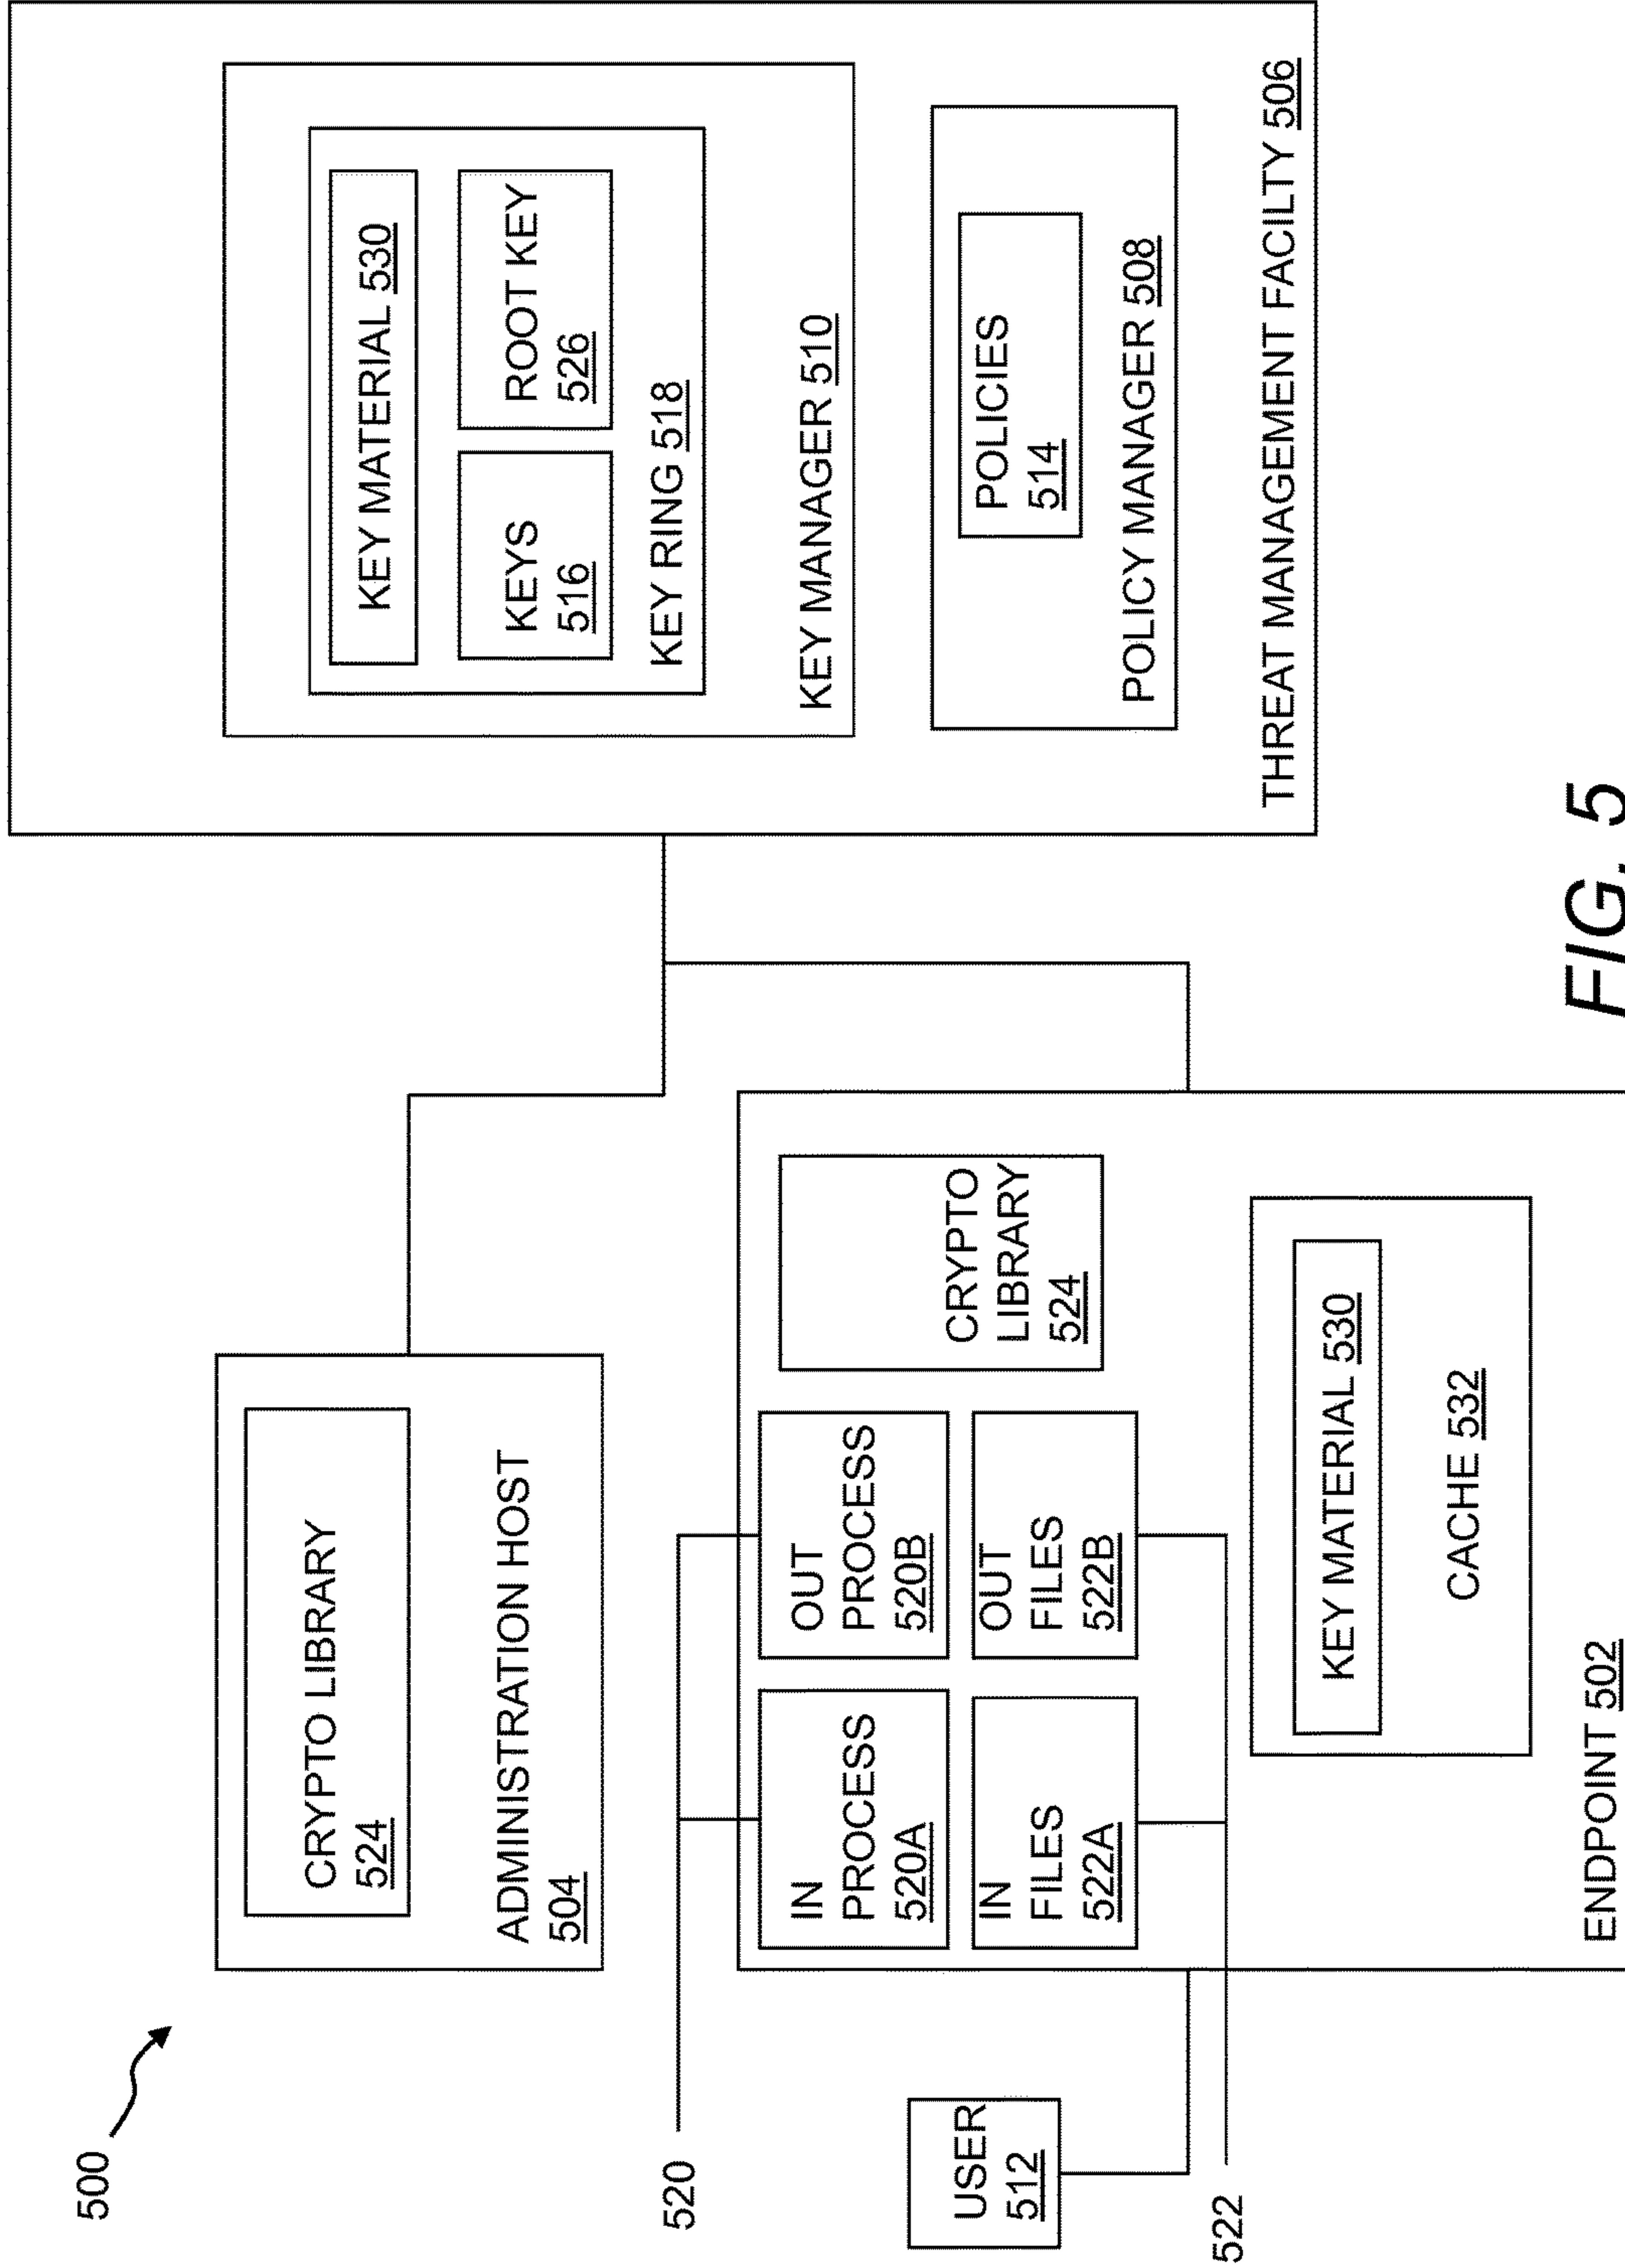 500
CRYPTO LIBRARY
524
ADMINISTRATION HOST
504
520
IN
PROCESS
520A
OUT
PROCESS
520B
IN
FILES
522A
OUT
FILES
522B
CRYPTO
LIBRARY
524
KEY MATERIAL 530
CACHE 532
ENDPOINT 502
USER
512
522
KEY MATERIAL 530
KEYS
516
ROOT KEY
526
KEY RING 518
KEY MANAGER 510
POLICIES
514
POLICY MANAGER 508
THREAT MANAGEMENT FACILTY 506
FIG. 5